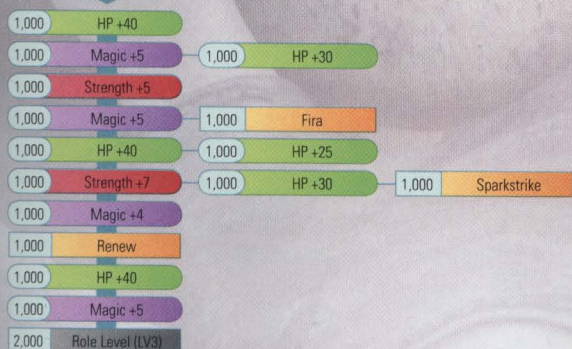 1,000 HP +40
1,000 Magic +5 1,000 HP +30
1,000 Strength +5
1,000 Magic +5 1,000 Fira
1,000 HP +40 1,000 HP +25
1,000 Strength +7 1,000 HP +30 1,000 Sparkstrike
1,000 Magic +4
1,000 Renew
1,000 HP +40
1,000 Magic +5
2,000 Role Level (LV3)